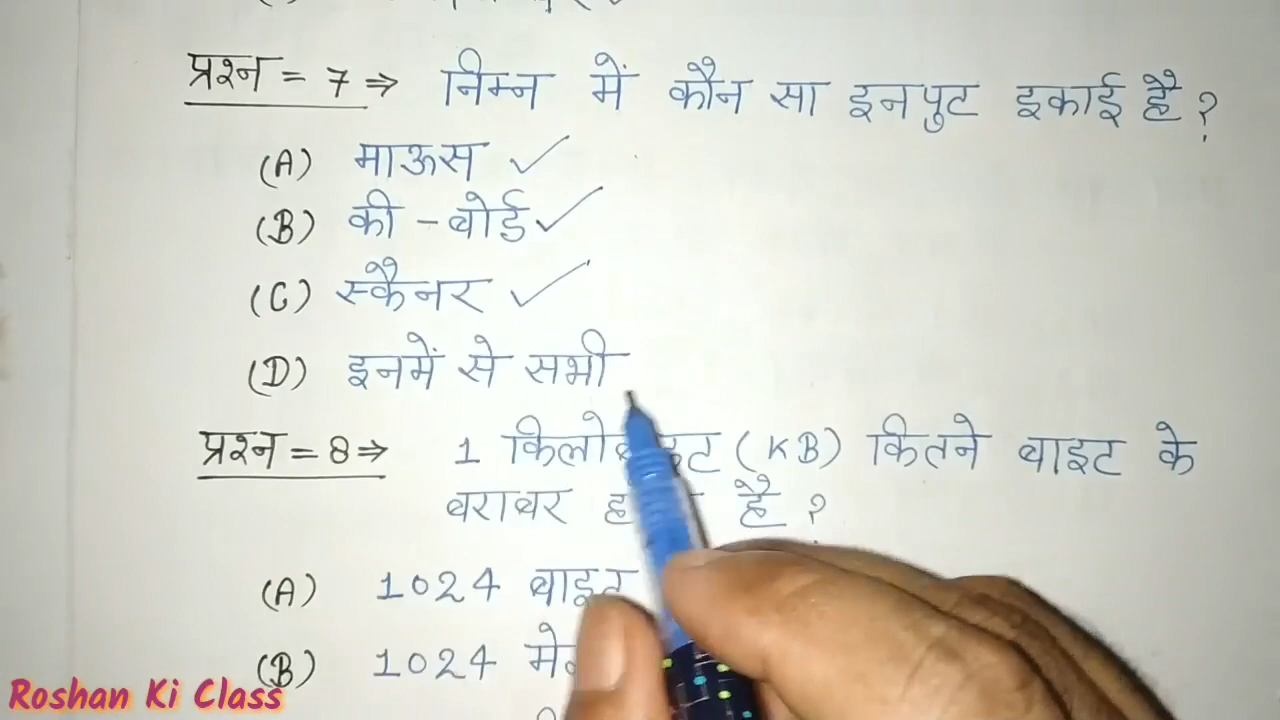 प्रश्न = 7 ⇒ निम्न में कौन सा इनपुट इकाई है?
(A) माऊस ✓
(B) की - बोर्ड ✓
(C) स्कैनर ✓
(D) इनमें से सभी
प्रश्न = 8 ⇒ 1 (KB) कितने बाइट के
बराबर है?
(A) 1024 बाइट
(B) 1024
Roshan Ki Class